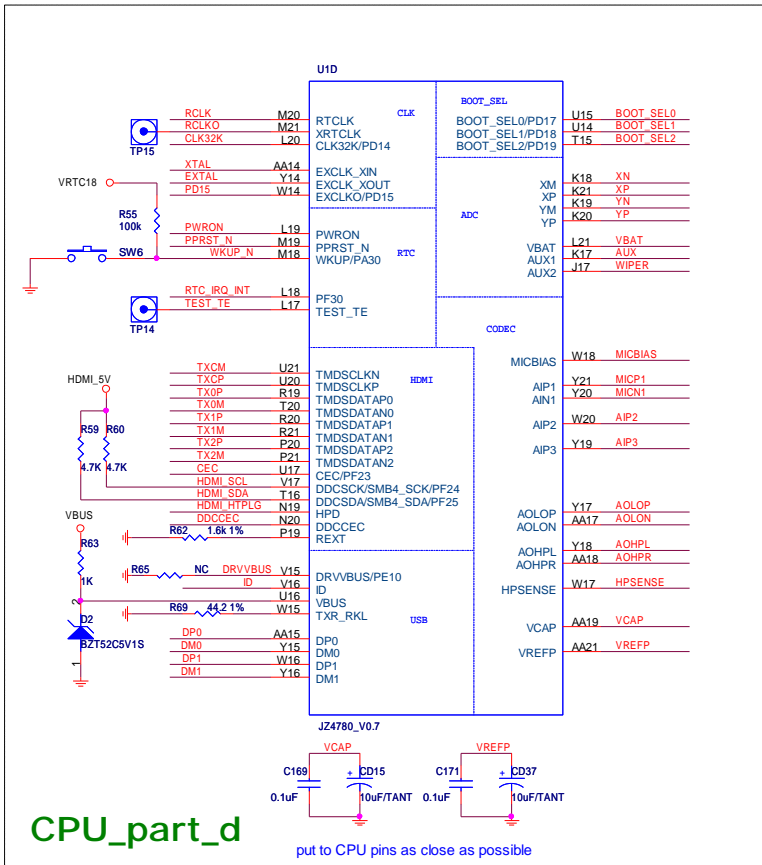 U1D
CLK
BOOT_SEL
RCLK M20 RTCLK
RCLKO M21 XRTCLK
CLK32K L20 CLK32K/PD14
TP15
BOOT_SEL0/PD17 U15 BOOT_SEL0
BOOT_SEL1/PD18 U14 BOOT_SEL1
BOOT_SEL2/PD19 T15 BOOT_SEL2
XTAL AA14 EXCLK_XIN
EXTAL Y14 EXCLK_XOUT
PD15 W14 EXCLKO/PD15
VRTC18
R55
100k
ADC
XM K18 XN
XP K21 XP
YM K19 YN
YP K20 YP
PWRON L19 PWRON
PPRST_N M19 PPRST_N
WKUP_N M18 WKUP/PA30
SW6
RTC
VBAT L21 VBAT
AUX1 K17 AUX
AUX2 J17 WIPER
RTC_IRQ_INT L18 PF30
TEST_TE L17 TEST_TE
TP14
CODEC
MICBIAS W18 MICBIAS
AIP1 Y21 MICP1
AIN1 Y20 MICN1
AIP2 W20 AIP2
AIP3 Y19 AIP3
HDMI
TXCM U21 TMDSCLKN
TXCP U20 TMDSCLKP
TX0P R19 TMDSDATAP0
TX0M T20 TMDSDATAN0
TX1P R20 TMDSDATAP1
TX1M R21 TMDSDATAN1
TX2P P20 TMDSDATAP2
TX2M P21 TMDSDATAN2
CEC U17 CEC/PF23
HDMI_SCL V17 DDCSCK/SMB4_SCK/PF24
HDMI_SDA T16 DDCSDA/SMB4_SDA/PF25
HDMI_HTPLG N19 HPD
DDCCEC N20 DDCCEC
R62 1.6k 1% P19 REXT
HDMI_5V
R59 R60
4.7K 4.7K
AOLOP Y17 AOLOP
AOLON AA17 AOLON
AOHPL Y18 AOHPL
AOHPR AA18 AOHPR
HPSENSE W17 HPSENSE
VCAP AA19 VCAP
VREFP AA21 VREFP
VBUS
R63
1K
R65 NC DRVVBUS V15 DRVVBUS/PE10
ID V16 ID
U16 VBUS
R69 44.2 1% W15 TXR_RKL
USB
2
D2
BZT52C5V1S
1
DP0 AA15 DP0
DM0 Y15 DM0
DP1 W16 DP1
DM1 Y16 DM1
JZ4780_V0.7
VCAP
C169
0.1uF
+ CD15
10uF/TANT
VREFP
C171
0.1uF
+ CD37
10uF/TANT
CPU_part_d
put to CPU pins as close as possible